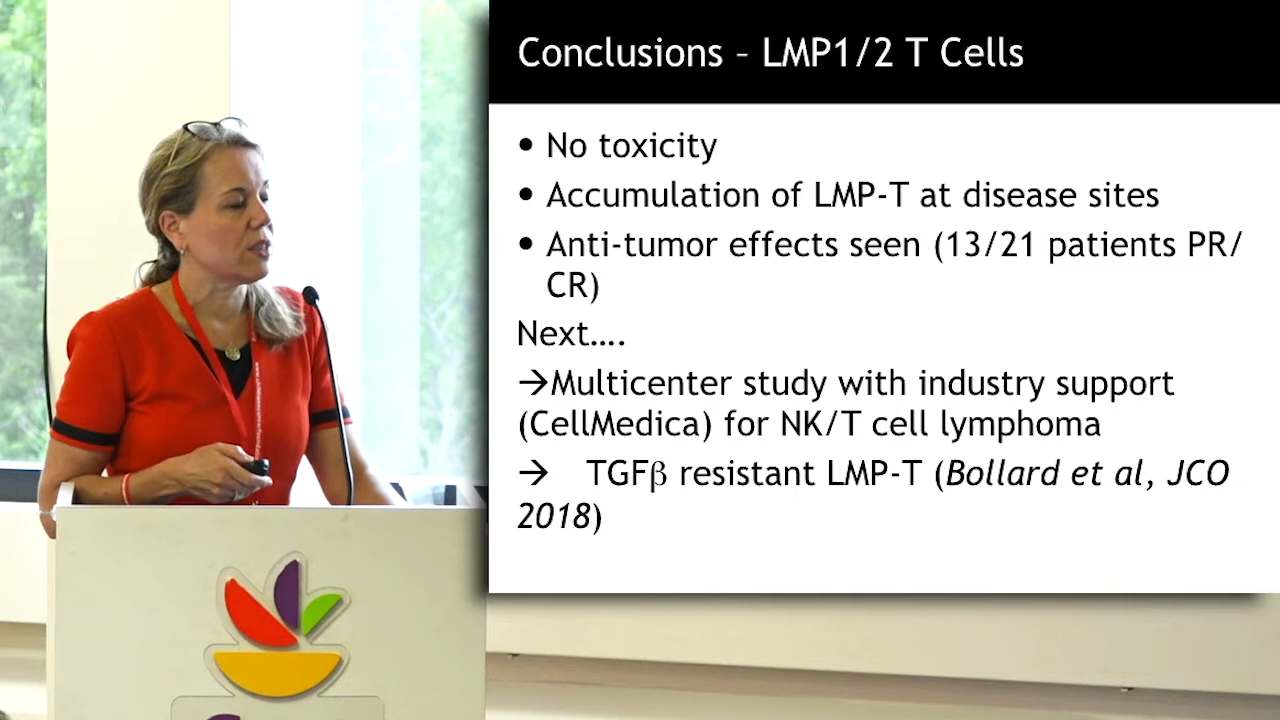 Conclusions – LMP1/2 T Cells
• No toxicity
• Accumulation of LMP-T at disease sites
• Anti-tumor effects seen (13/21 patients PR/
CR)
Next….
→Multicenter study with industry support
(CellMedica) for NK/T cell lymphoma
→ TGFβ resistant LMP-T (Bollard et al, JCO
2018)